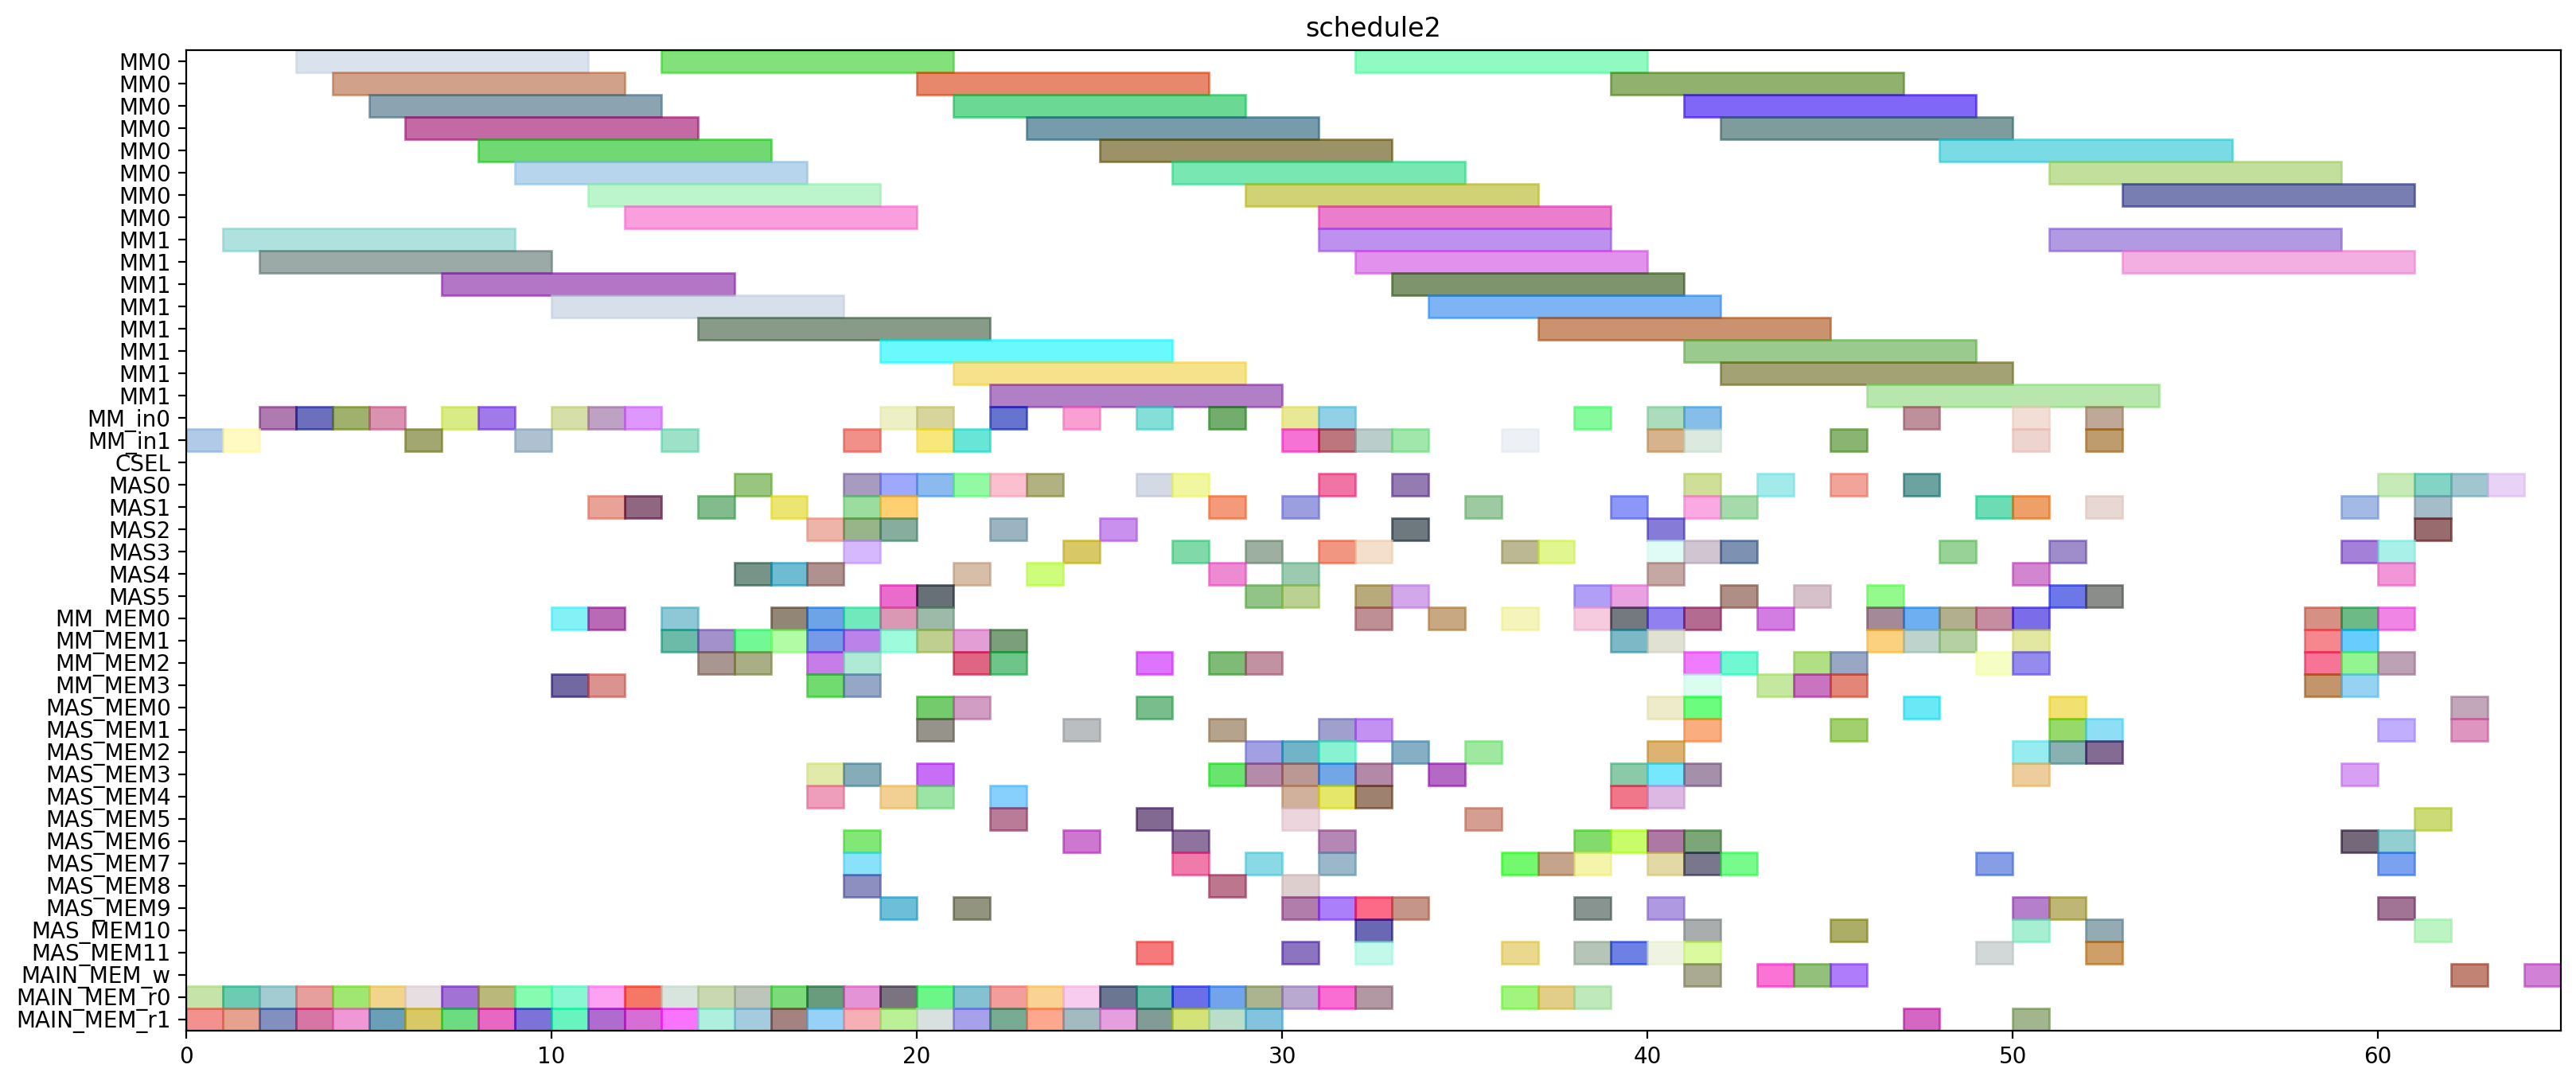 schedule2
MM0
MM0
MM0
MM0
MM0
MM0
MM0
MM0
MM1
MM1
MM1
MM1
MM1
MM1
MM1
MM1
MM_in0
MM_in1
CSEL
MAS0
MAS1
MAS2
MAS3
MAS4
MAS5
MM_MEM0
MM_MEM1
MM_MEM2
MM_MEM3
MAS_MEM0
MAS_MEM1
MAS_MEM2
MAS_MEM3
MAS_MEM4
MAS_MEM5
MAS_MEM6
MAS_MEM7
MAS_MEM8
MAS_MEM9
MAS_MEM10
MAS_MEM11
MAIN_MEM_w
MAIN_MEM_r0
MAIN_MEM_r1
0 10 20 30 40 50 60